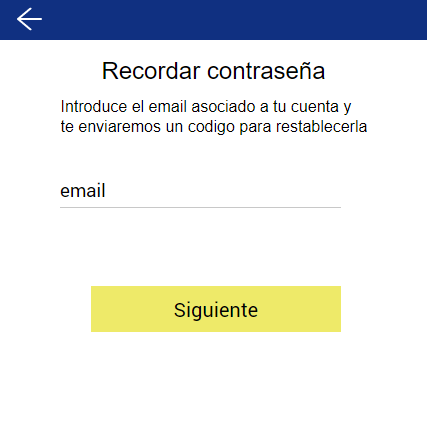 Recordar contraseña
Introduce el email asociado a tu cuenta y
te enviaremos un codigo para restablecerla
email
Siguiente